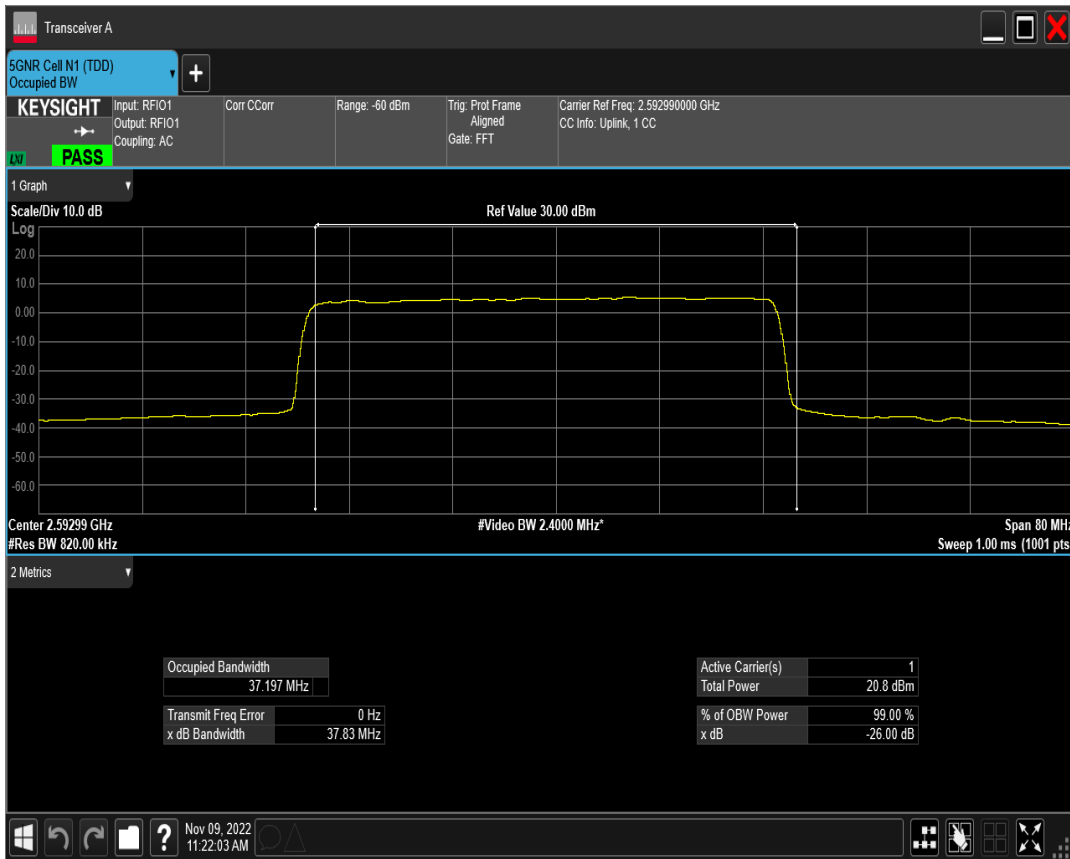 Transceiver A
5GNR Cell N1 (TDD)
Occupied BW
+
KEYSIGHT
LXI
PASS
Input: RFIO1
Output: RFIO1
Coupling: AC
Corr CCorr
Range: -60 dBm
Trig: Prot Frame
Aligned
Gate: FFT
Carrier Ref Freq: 2.592990000 GHz
CC Info: Uplink, 1 CC
1 Graph
Scale/Div 10.0 dB
Ref Value 30.00 dBm
Log
20.0
10.0
0.00
-10.0
-20.0
-30.0
-40.0
-50.0
-60.0
Center 2.59299 GHz
#Video BW 2.4000 MHz*
Span 80 MHz
#Res BW 820.00 kHz
Sweep 1.00 ms (1001 pts
2 Metrics
Occupied Bandwidth
37.197 MHz
Transmit Freq Error 0 Hz
x dB Bandwidth 37.83 MHz
Active Carrier(s) 1
Total Power 20.8 dBm
% of OBW Power 99.00 %
x dB -26.00 dB
?
Nov 09, 2022
11:22:03 AM